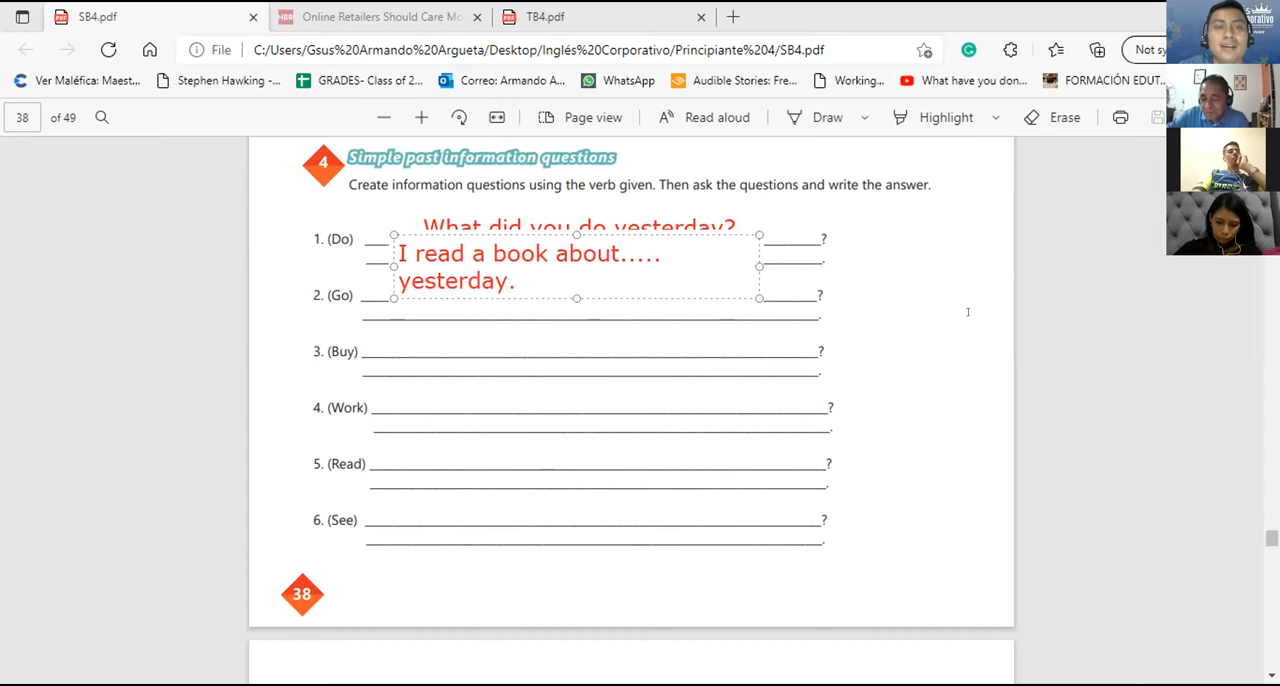 SB4.pdf
Online Retailers Should Care Mo
TB4.pdf
File
C:/Users/Gsus%20Armando%20Argueta/Desktop/Inglés%20Corporativo/Principiante%204/SB4.pdf
Not sy
Ver Maléfica: Maest...
Stephen Hawking -...
GRADES- Class of 2...
Correo: Armando A...
WhatsApp
Audible Stories: Fre...
Working...
What have you don...
FORMACIÓN EDUT...
38 of 49
Page view
Read aloud
Draw
Highlight
Erase
4 Simple past information questions
Create information questions using the verb given. Then ask the questions and write the answer.
What did you do yesterday?
1. (Do) ?
I read a book about.....
yesterday.
2. (Go) ?
3. (Buy) ?
4. (Work) ?
5. (Read) ?
6. (See) ?
38